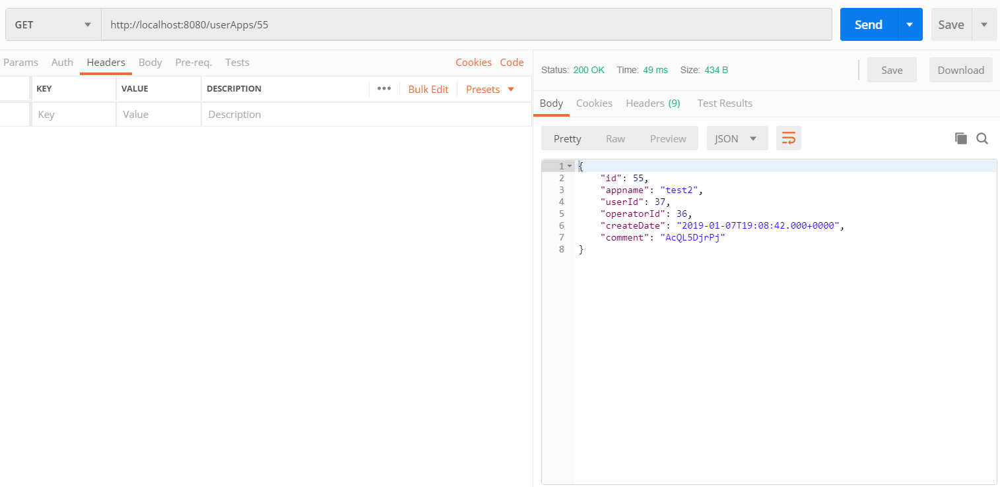 GET http://localhost:8080/userApps/55 Send Save
Params Auth Headers Body Pre-req. Tests Cookies Code
KEY VALUE DESCRIPTION ••• Bulk Edit Presets
Key Value Description
Status: 200 OK Time: 49 ms Size: 434 B Save Download
Body Cookies Headers (9) Test Results
Pretty Raw Preview JSON
1 {
2 "id": 55,
3 "appname": "test2",
4 "userId": 37,
5 "operatorId": 36,
6 "createDate": "2019-01-07T19:08:42.000+0000",
7 "comment": "AcQL5DjrPj"
8 }